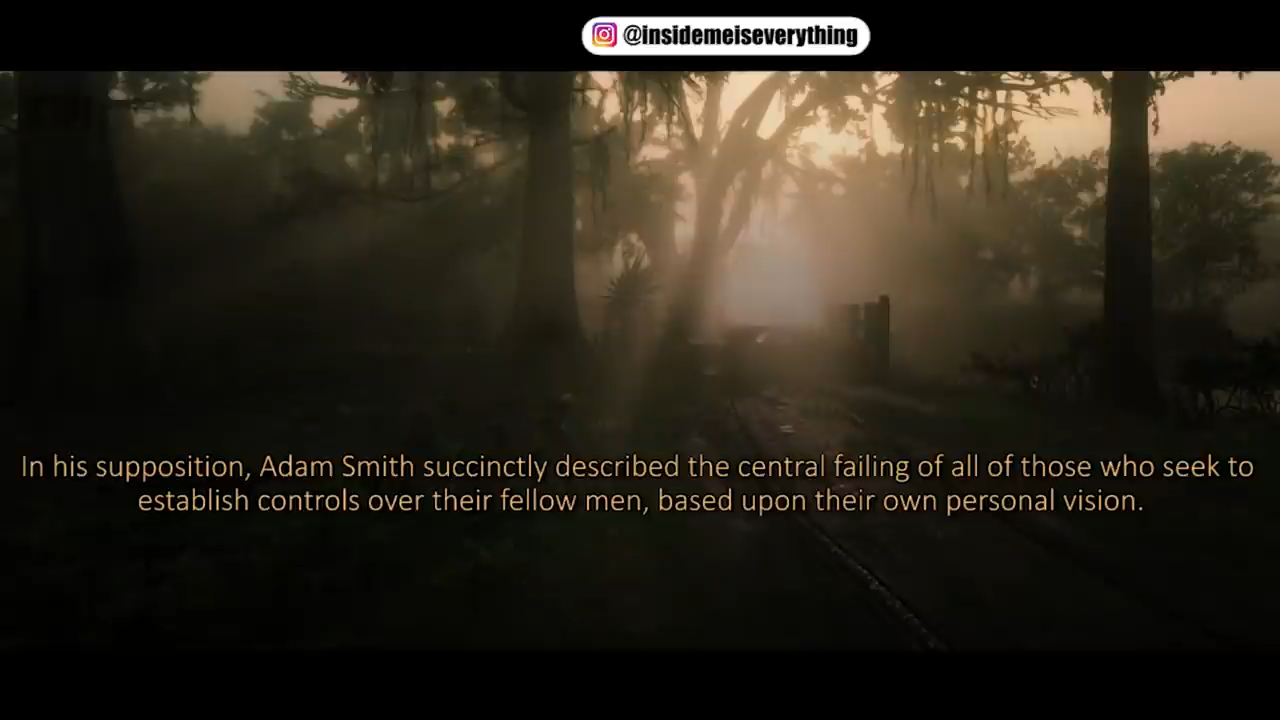 @insidemeiseverything
In his supposition, Adam Smith succinctly described the central failing of all of those who seek to
establish controls over their fellow men, based upon their own personal vision.